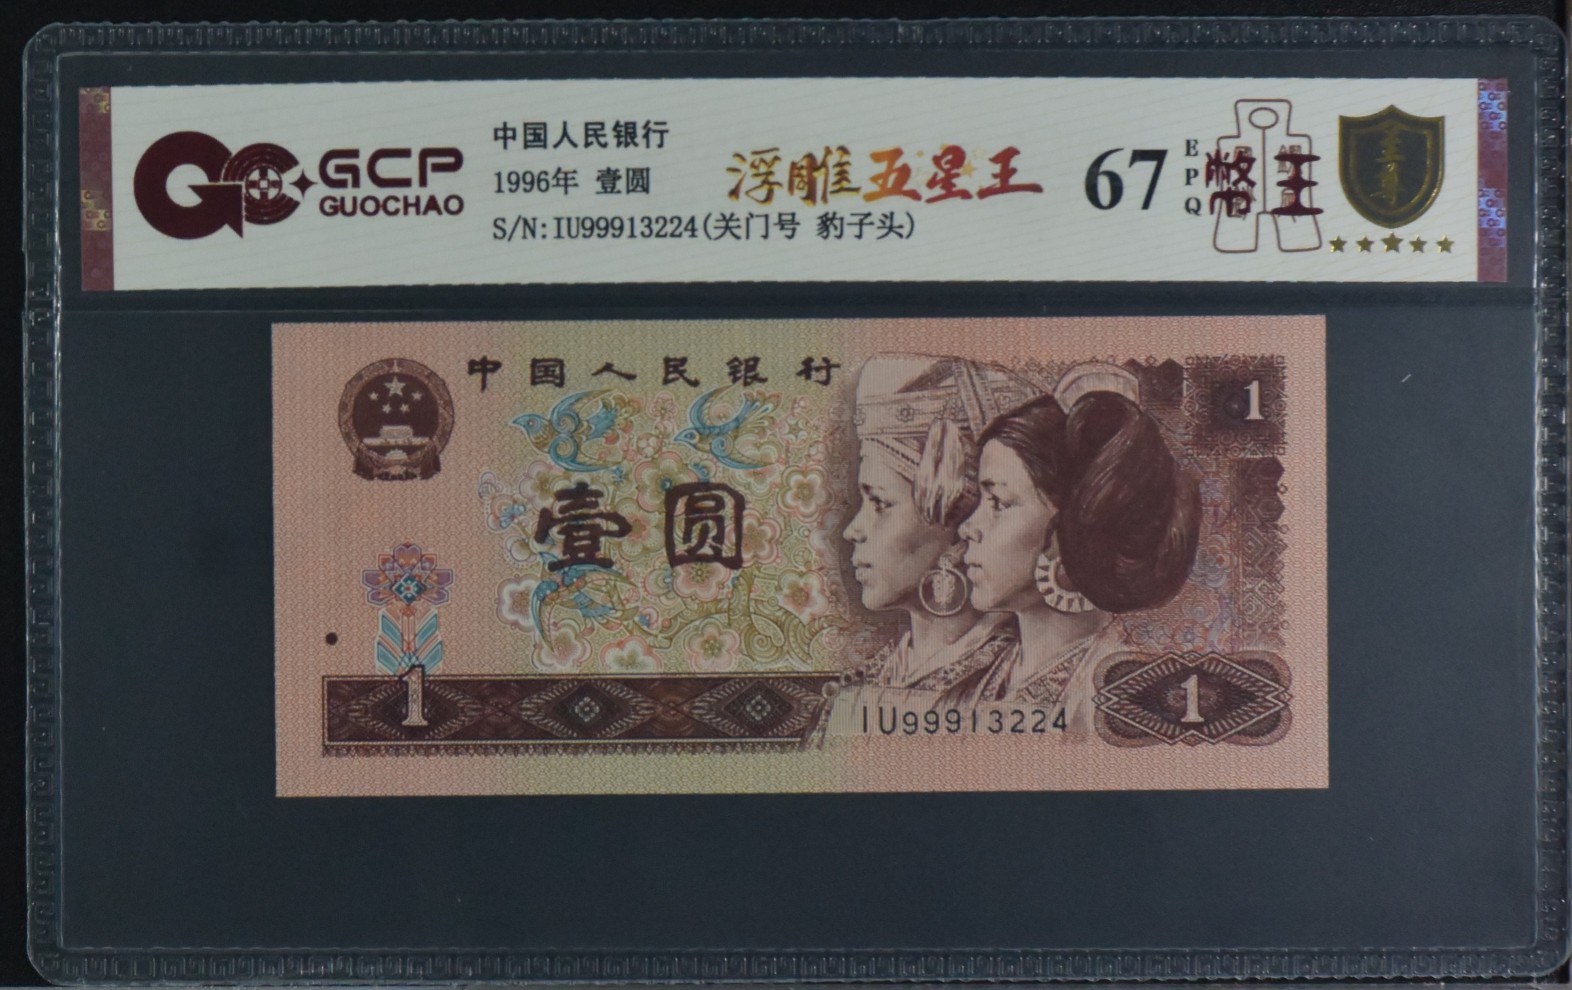 GCP
GUOCHAO
中国人民银行
1996年 壹圆
S/N:IU99913224(关门号 豹子头)
浮雕五星王
67
EPQ
币王
至尊
中国人民银行
1
壹圆
1
IU99913224
1